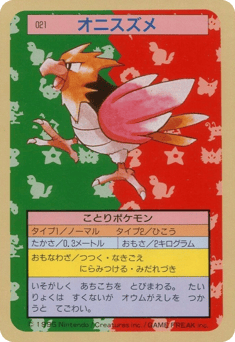 021
オニスズメ
ことりポケモン
タイプ1／ノーマル　タイプ2／ひこう
たかさ／0.3メートル　おもさ／2キログラム
おもなわざ／つつく・なきごえ
にらみつける・みだれづき
いそがしく あちこちを とびまわる。 たい
りょくは すくないが オウムがえしを つか
うと てごわい。
© 1995 Nintendo/Creatures inc./GAME FREAK inc.